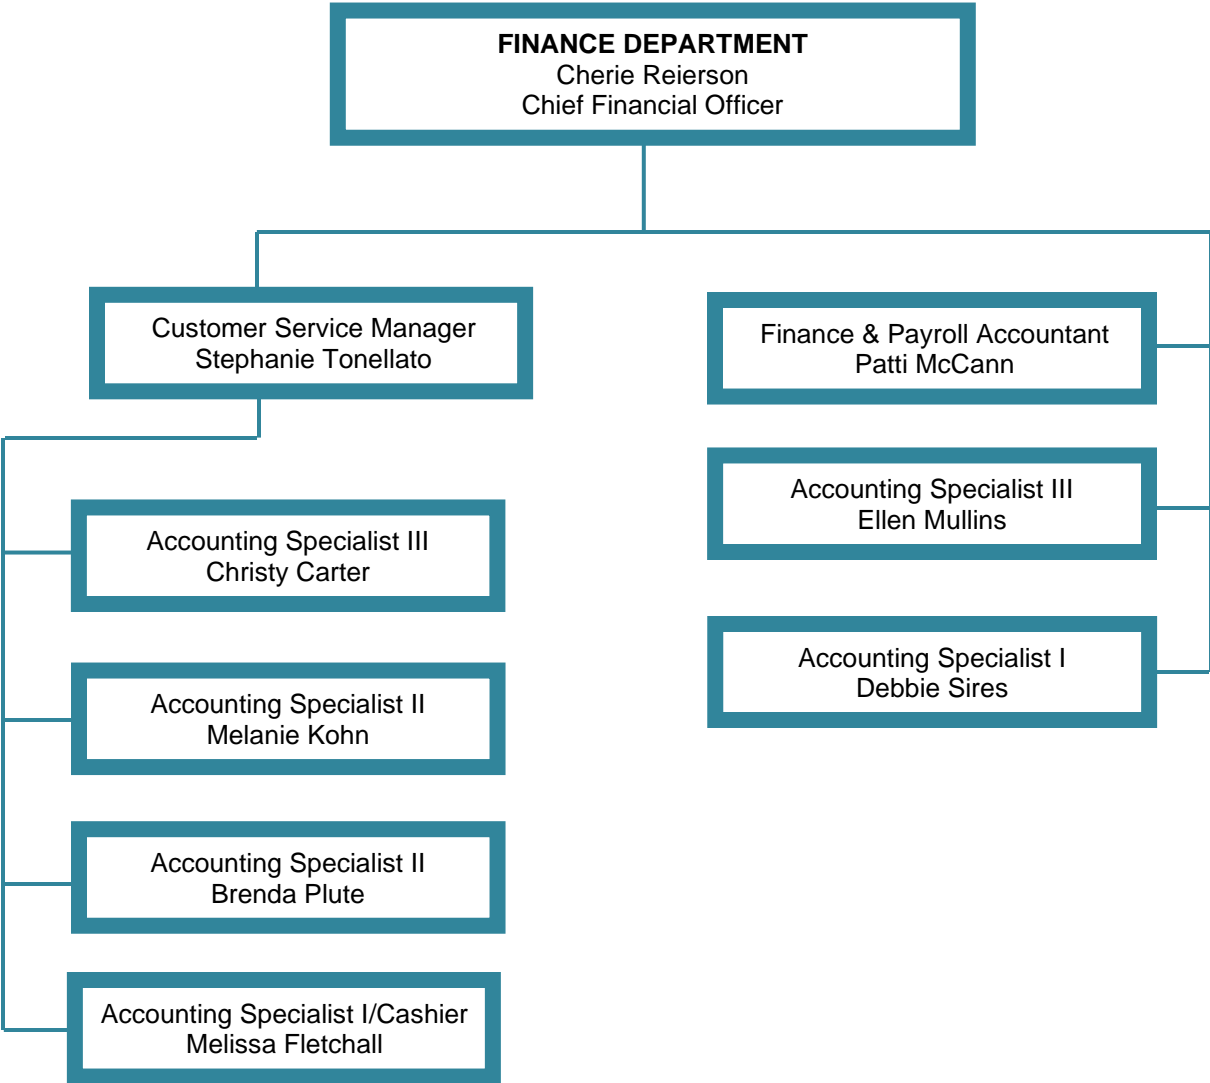 FINANCE DEPARTMENT
Cherie Reierson
Chief Financial Officer
Customer Service Manager
Stephanie Tonellato
Accounting Specialist III
Christy Carter
Accounting Specialist II
Melanie Kohn
Accounting Specialist II
Brenda Plute
Accounting Specialist I/Cashier
Melissa Fletchall
Finance & Payroll Accountant
Patti McCann
Accounting Specialist III
Ellen Mullins
Accounting Specialist I
Debbie Sires